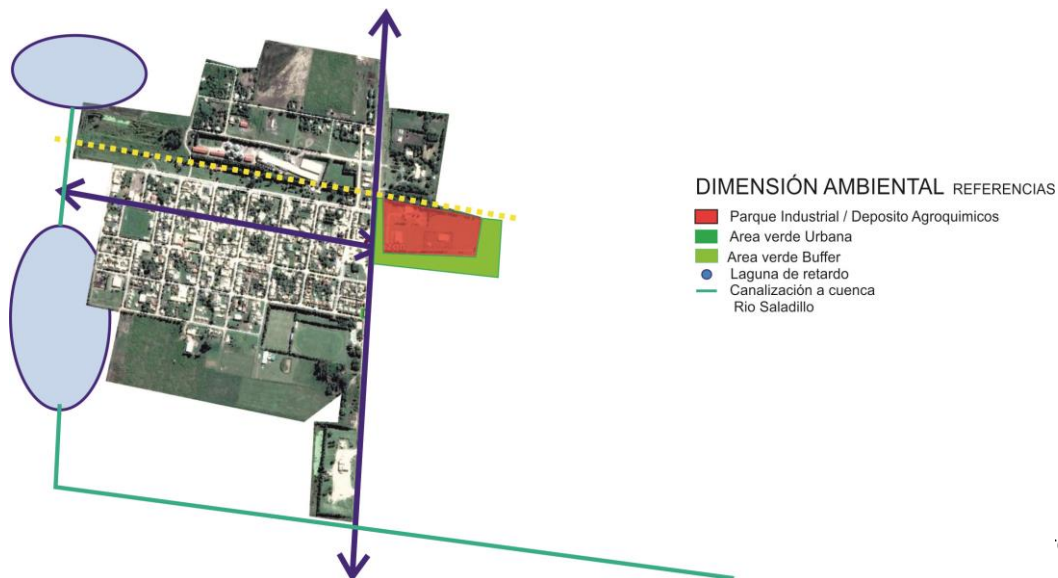 DIMENSIÓN AMBIENTAL REFERENCIAS
Parque Industrial / Deposito Agroquimicos
Area verde Urbana
Area verde Buffer
Laguna de retardo
Canalización a cuenca
Rio Saladillo